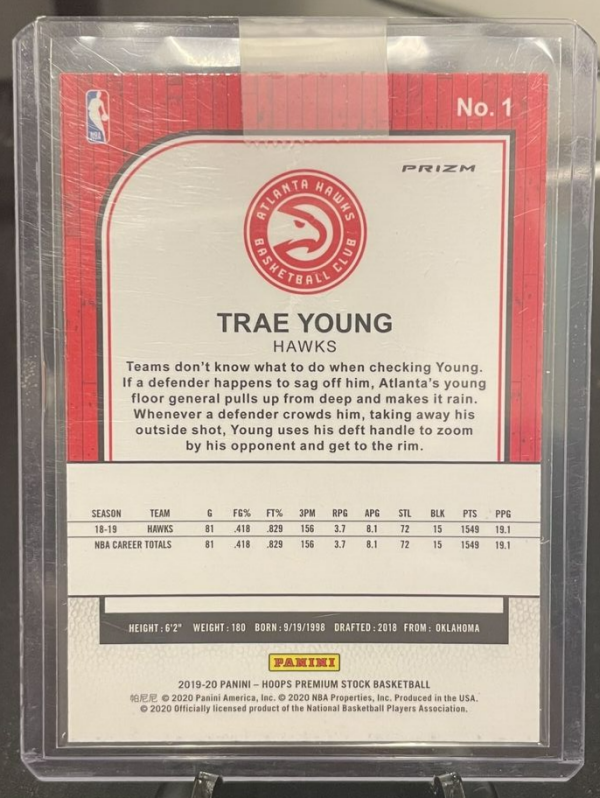 No. 1
PRIZM
ATLANTA HAWKS
BASKETBALL CLUB
TRAE YOUNG
HAWKS
Teams don't know what to do when checking Young.
If a defender happens to sag off him, Atlanta's young
floor general pulls up from deep and makes it rain.
Whenever a defender crowds him, taking away his
outside shot, Young uses his deft handle to zoom
by his opponent and get to the rim.
SEASON TEAM G FG% FT% 3PM RPG APG STL BLK PTS PPG
18-19 HAWKS 81 .418 .829 156 3.7 8.1 72 15 1549 19.1
NBA CAREER TOTALS 81 .418 .829 156 3.7 8.1 72 15 1549 19.1
HEIGHT: 6'2" WEIGHT: 180 BORN: 9/19/1998 DRAFTED: 2018 FROM: OKLAHOMA
PANINI
2019-20 PANINI – HOOPS PREMIUM STOCK BASKETBALL
帕尼尼 © 2020 Panini America, Inc. © 2020 NBA Properties, Inc. Produced in the USA.
© 2020 Officially licensed product of the National Basketball Players Association.